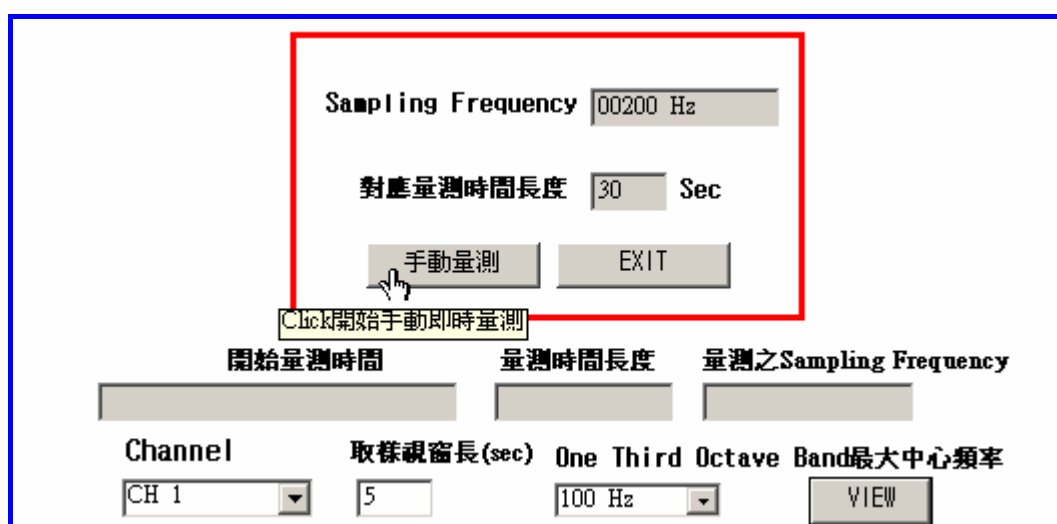 Sampling Frequency 00200 Hz
對應量測時間長度 30 Sec
手動量測 EXIT
Click開始手動即時量測
開始量測時間 量測時間長度 量測之Sampling Frequency
Channel 取樣視窗長(sec) One Third Octave Band最大中心頻率
CH 1 5 100 Hz VIEW